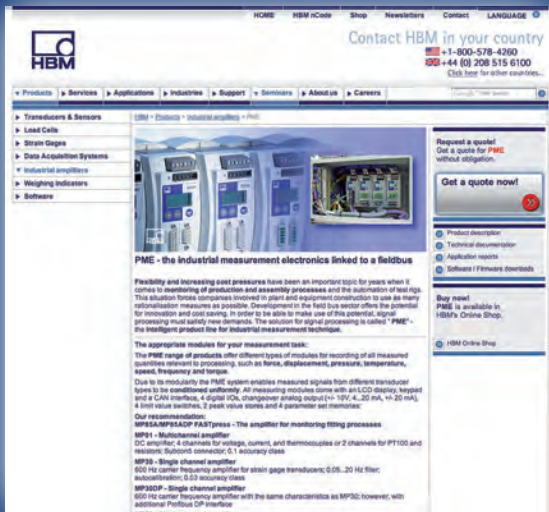 HOME HBM nCode Shop Newsletters Contact LANGUAGE
HBM
Contact HBM in your country
+1-800-578-4260
+44 (0) 208 515 6100
Click here for other countries...
Products Services Applications Industries Support Seminars About us Careers
Transducers & Sensors
Load Cells
Strain Gages
Data Acquisition Systems
Industrial amplifiers
Weighing Indicators
Software
HBM > Products > Industrial amplifiers > PME
Request a quote!
Get a quote for PME
without obligation.
Get a quote now!
Product description
Technical documentation
Application reports
Software / Firmware downloads
Buy now!
PME is available in
HBM's Online Shop.
HBM Online Shop
PME - the industrial measurement electronics linked to a fieldbus
Flexibility and increasing cost pressures have been an important topic for years when it
comes to monitoring of production and assembly processes and the automation of test rigs.
This situation forces companies involved in plant and equipment construction to use as many
rationalisation measures as possible. Development in the field bus sector offers the potential
for innovation and cost saving. In order to be able to make use of this potential, signal
processing must satisfy new demands. The solution for signal processing is called "PME" -
the intelligent product line for industrial measurement technique.
The appropriate modules for your measurement task:
The PME range of products offer different types of modules for recording of all measured
quantities relevant to processing, such as force, displacement, pressure, temperature,
speed, frequency and torque.
Due to its modularity the PME system enables measured signals from different transducer
types to be conditioned uniformly. All measuring modules come with an LCD display, keypad
and a CAN interface, 4 digital I/Os, changeover analog output (+/- 10V, 4...20 mA, +/- 20 mA),
4 limit value switches, 2 peak value stores and 4 parameter set memories:
Our recommendation:
MP85A/MP85ADP FASTpress - The amplifier for monitoring fitting processes
MP01 - Multichannel amplifier
DC amplifier; 4 channels for voltage, current, and thermocouples or 2 channels for PT100 and
resistors; Subcon5 connector; 0.1 accuracy class
MP30 - Single channel amplifier
600 Hz carrier frequency amplifier for strain gage transducers; 0.05...20 Hz filter;
autocalibration; 0.03 accuracy class
MP30DP - Single channel amplifier
600 Hz carrier frequency amplifier with the same characteristics as MP30; however, with
additional Profibus DP interface